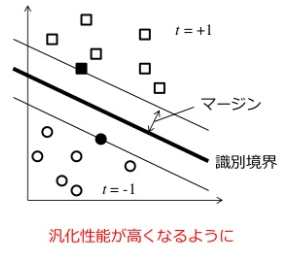 t = +1
マージン
識別境界
t = -1
汎化性能が高くなるように